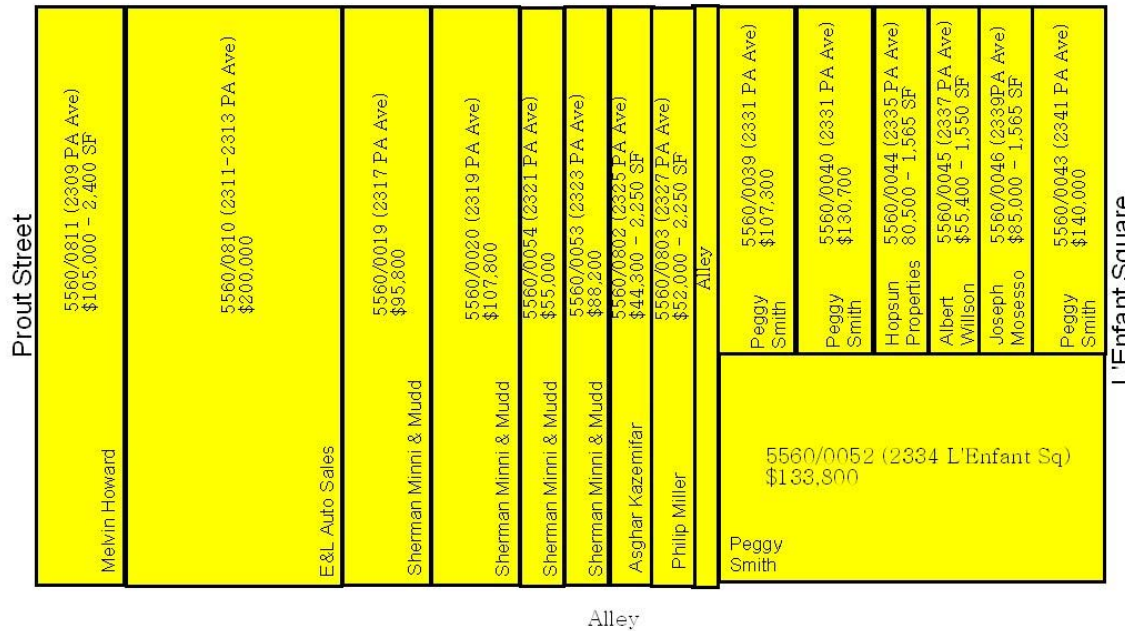 Prout Street
5560/0811 (2309 PA Ave)
$105,000 - 2,400 SF
Melvin Howard
5560/0810 (2311-2313 PA Ave)
$200,000
E&L Auto Sales
5560/0019 (2317 PA Ave)
$95,800
Sherman Minni & Mudd
5560/0020 (2319 PA Ave)
$107,800
Sherman Minni & Mudd
5560/0054 (2321 PA Ave)
$55,000
Sherman Minni & Mudd
5560/0053 (2323 PA Ave)
$88,200
Sherman Minni & Mudd
5560/0802 (2325 PA Ave)
$44,300 - 2,250 SF
Asghar Kazemifar
5560/0803 (2327 PA Ave)
$52,000 - 2,250 SF
Philip Miller
Alley
5560/0039 (2331 PA Ave)
$107,300
Peggy
Smith
5560/0040 (2331 PA Ave)
$130,700
Peggy
Smith
5560/0044 (2335 PA Ave)
80,500 - 1,565 SF
Hopsun
Properties
5560/0045 (2337 PA Ave)
$55,400 - 1,550 SF
Albert
Willson
5560/0046 (2339PA Ave)
$85,000 - 1,565 SF
Joseph
Mosesso
5560/0043 (2341 PA Ave)
$140,000
Peggy
Smith
5560/0052 (2334 L'Enfant Sq)
$133,800
Peggy
Smith
L'Enfant Square
Alley